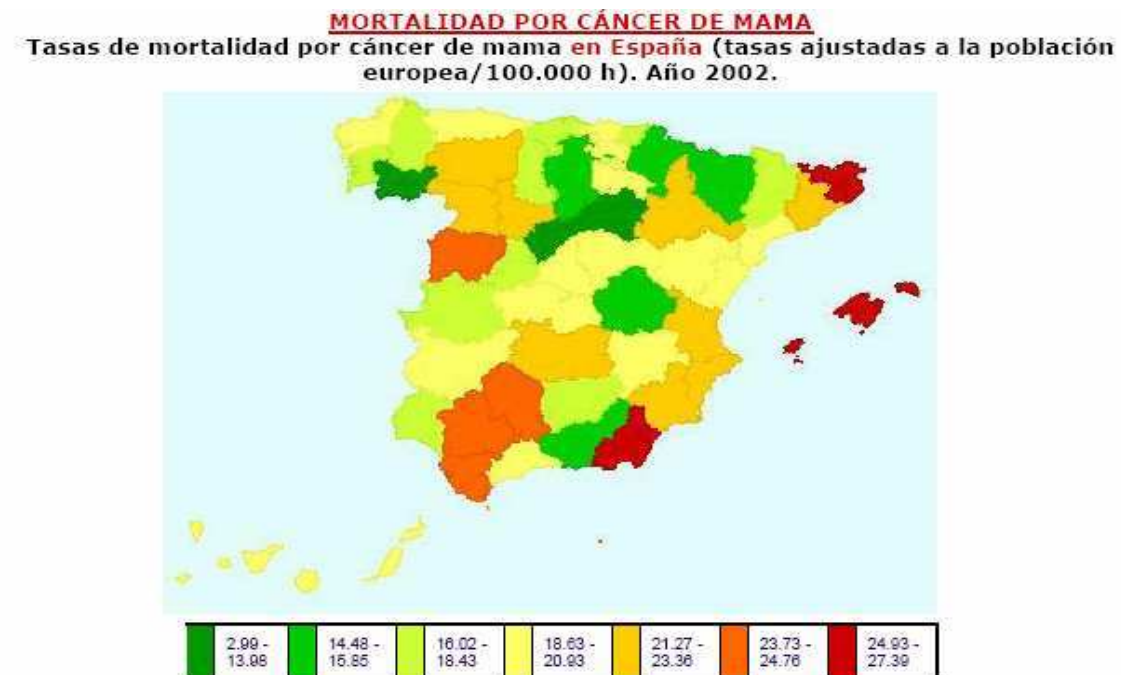 MORTALIDAD POR CÁNCER DE MAMA
Tasas de mortalidad por cáncer de mama en España (tasas ajustadas a la población
europea/100.000 h). Año 2002.
2.99 - 14.48 - 16.02 - 18.63 - 21.27 - 23.73 - 24.93 -
13.98 15.85 18.43 20.93 23.36 24.76 27.39